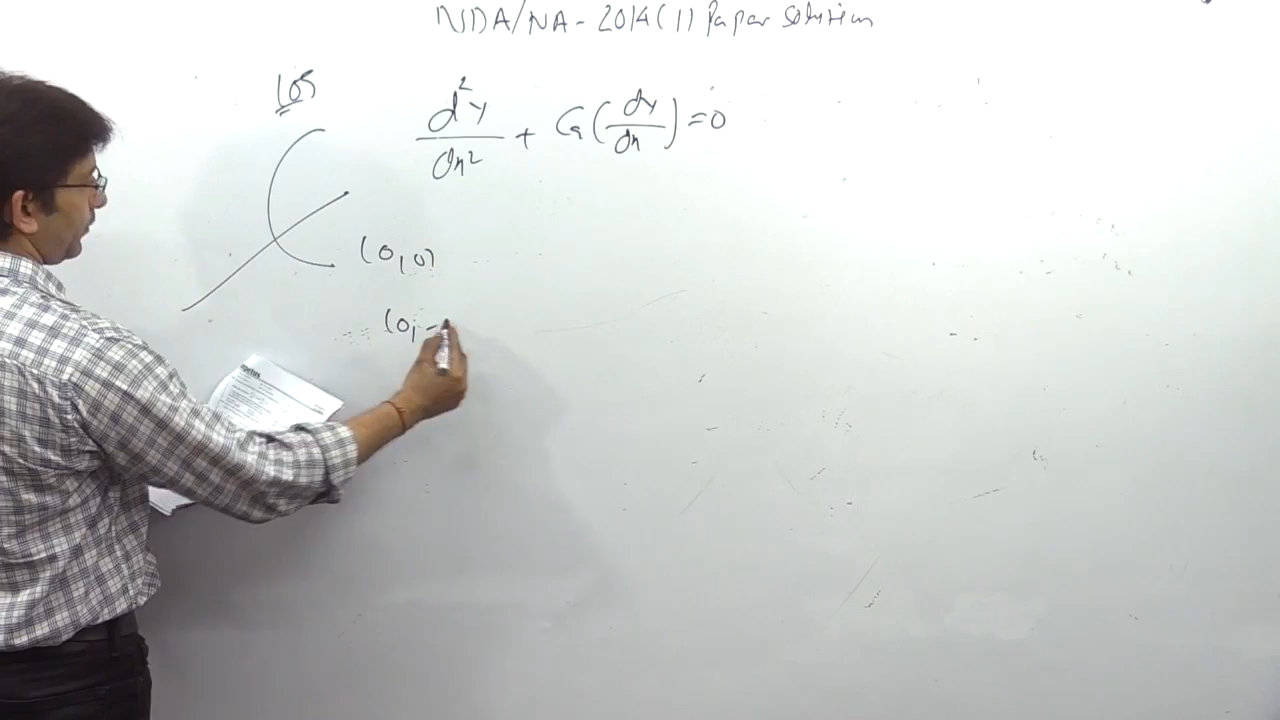 NDA/NA-2014(1) Paper Solution
105
d²y/dx² + G(dy/dx) = 0
(0,0)
(0, -